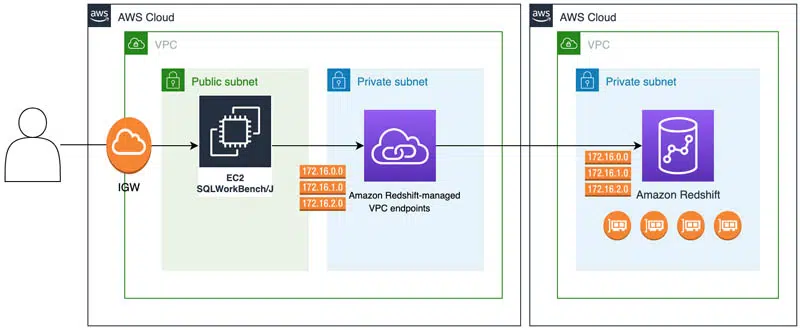 aws
AWS Cloud
VPC
Public subnet
EC2
SQLWorkBench/J
IGW
Private subnet
172.16.0.0
172.16.1.0
172.16.2.0
Amazon Redshift-managed
VPC endpoints
aws
AWS Cloud
VPC
Private subnet
172.16.0.0
172.16.1.0
172.16.2.0
Amazon Redshift